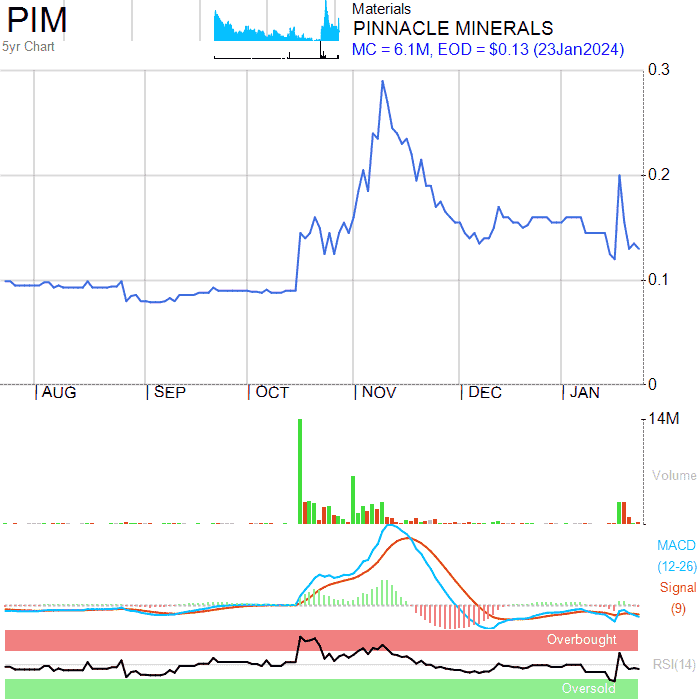 PIM
5yr Chart
Materials
PINNACLE MINERALS
MC = 6.1M, EOD = $0.13 (23Jan2024)
0.3
0.2
0.1
0
AUG SEP OCT NOV DEC JAN
14M
Volume
MACD
(12-26)
Signal
(9)
Overbought
RSI(14)
Oversold